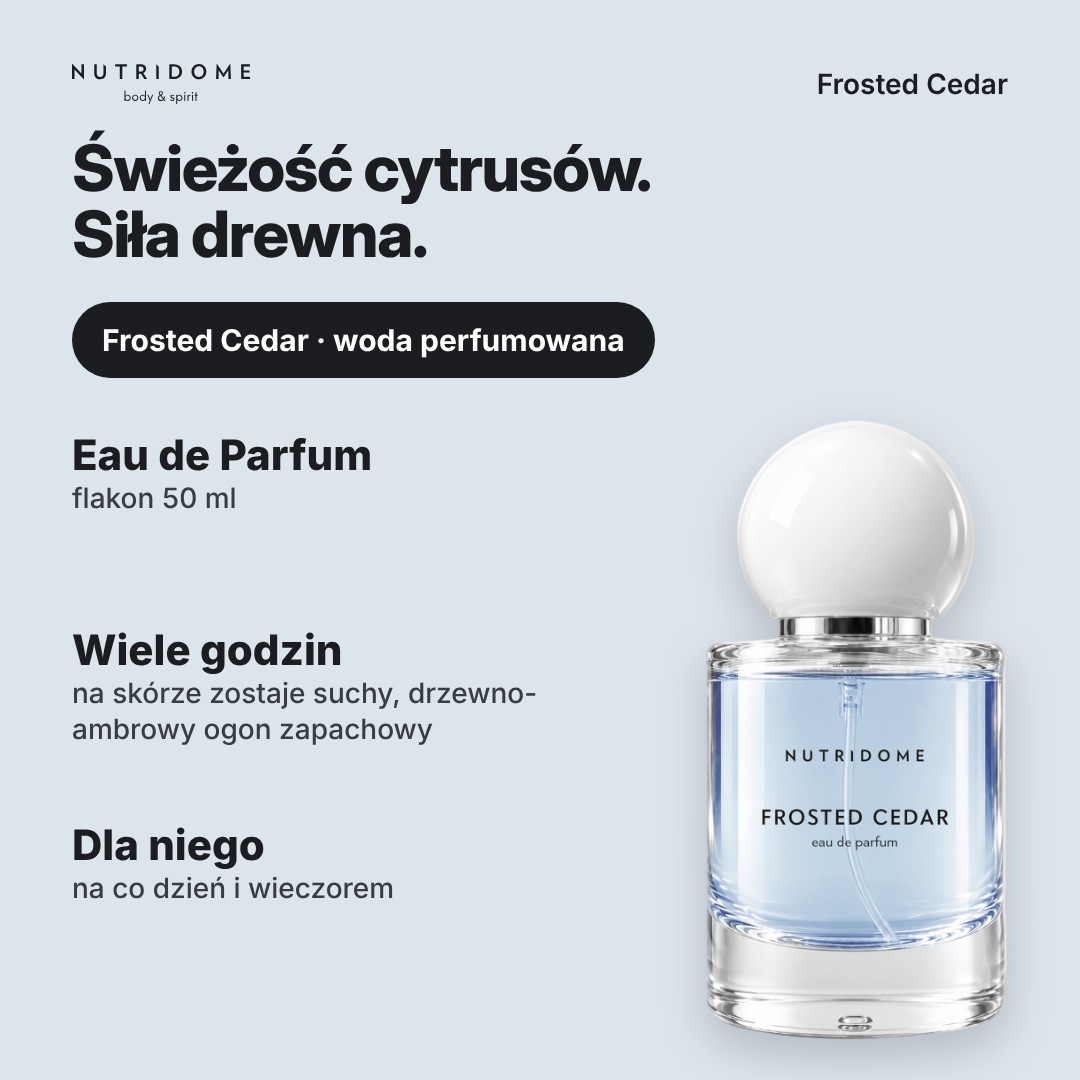 NUTRIDOME
body & spirit
Frosted Cedar
Świeżość cytrusów.
Siła drewna.
Frosted Cedar · woda perfumowana
Eau de Parfum
flakon 50 ml
Wiele godzin
na skórze zostaje suchy, drzewno-
ambrowy ogon zapachowy
Dla niego
na co dzień i wieczorem
NUTRIDOME
FROSTED CEDAR
eau de parfum